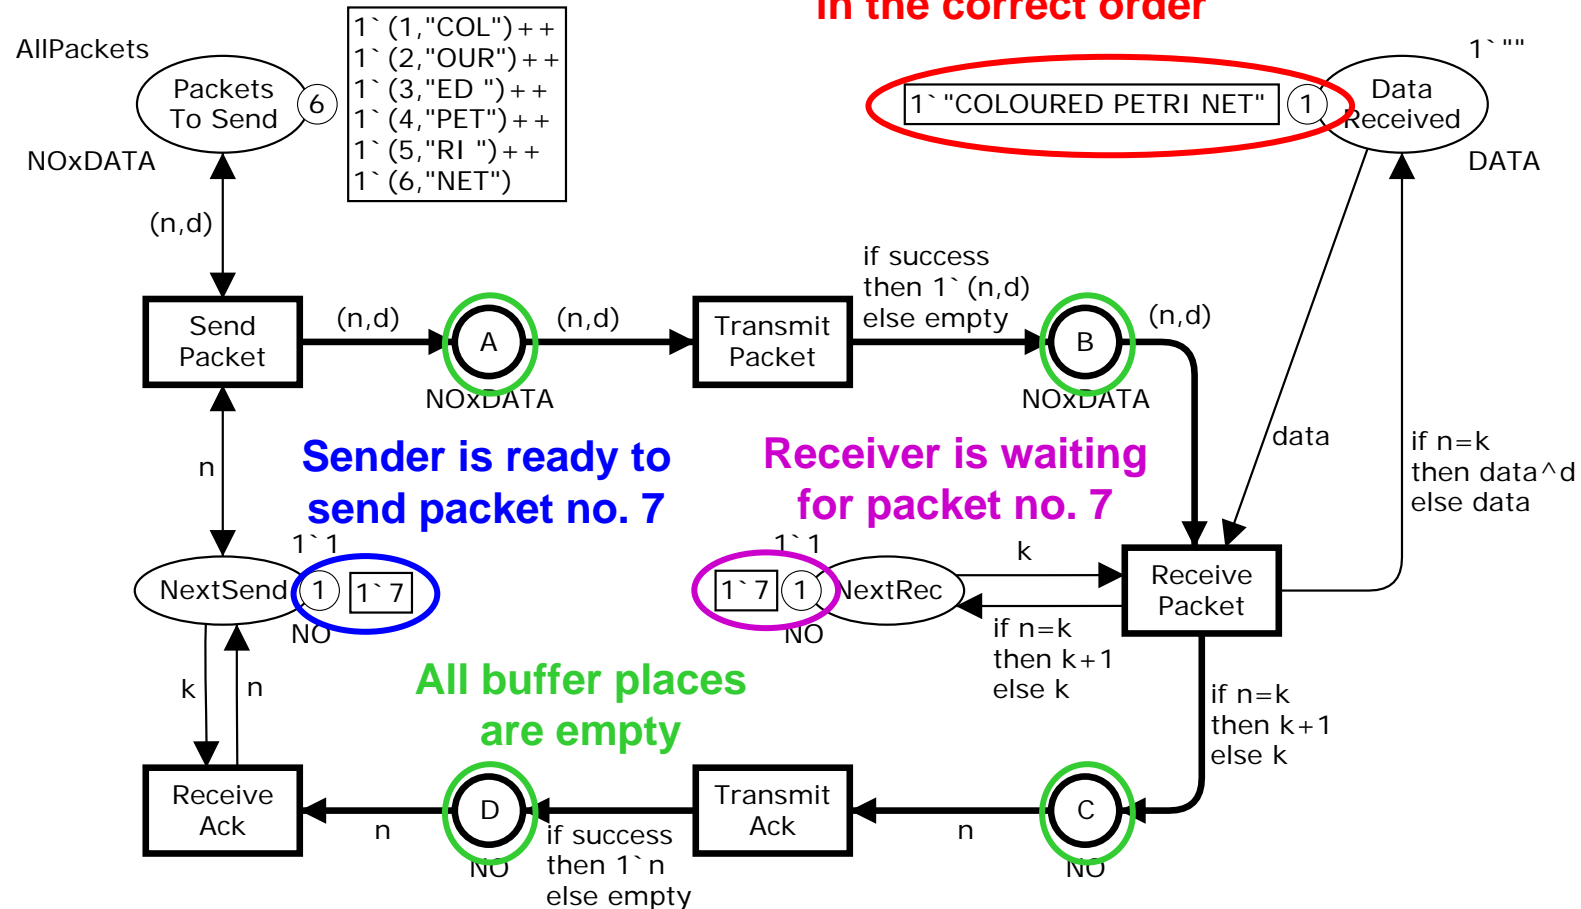 in the correct order
AllPackets
1`(1,"COL")++
1`(2,"OUR")++
1`(3,"ED ")++
1`(4,"PET")++
1`(5,"RI ")++
1`(6,"NET")
Packets
To Send
6
NOxDATA
1`""
1`"COLOURED PETRI NET"
1
Data
Received
DATA
(n,d)
Send
Packet
(n,d)
A
NOxDATA
(n,d)
Transmit
Packet
if success
then 1`(n,d)
else empty
B
NOxDATA
(n,d)
data
if n=k
then data^d
else data
n
Sender is ready to
send packet no. 7
Receiver is waiting
for packet no. 7
1`1
NextSend
1
1`7
NO
1`1
1`7
1
NextRec
NO
k
if n=k
then k+1
else k
Receive
Packet
if n=k
then k+1
else k
k
n
All buffer places
are empty
Receive
Ack
n
D
NO
if success
then 1`n
else empty
Transmit
Ack
n
C
NO